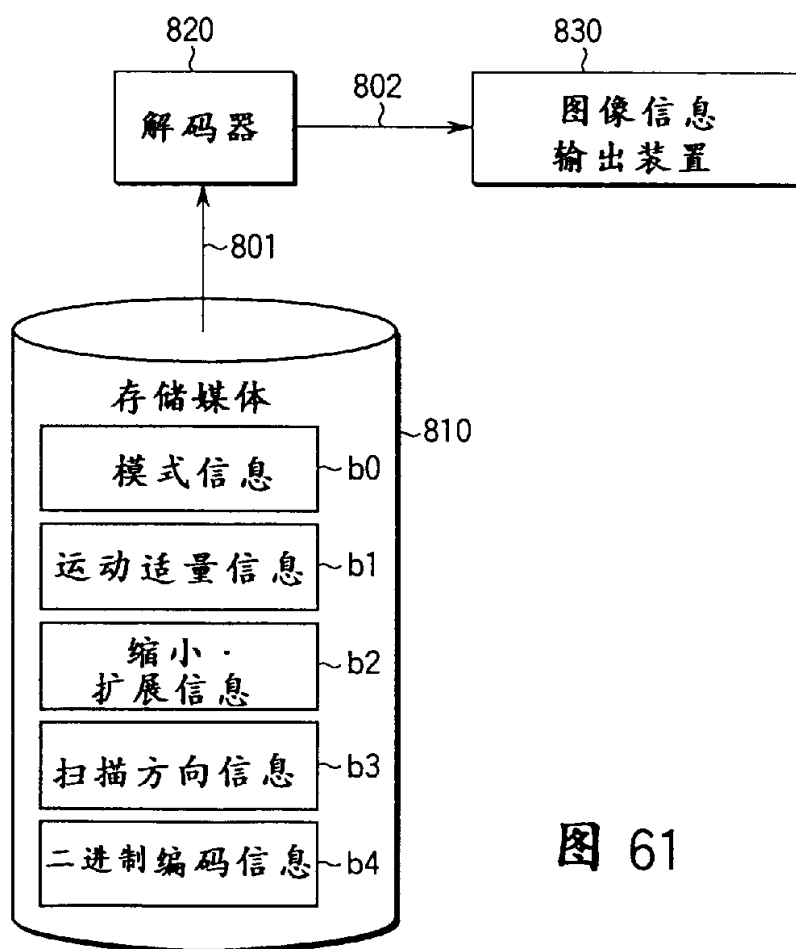 820
830
解码器
802
图像信息
输出装置
801
存储媒体
810
模式信息
b0
运动适量信息
b1
缩小·
扩展信息
b2
扫描方向信息
b3
二进制编码信息
b4
图 61